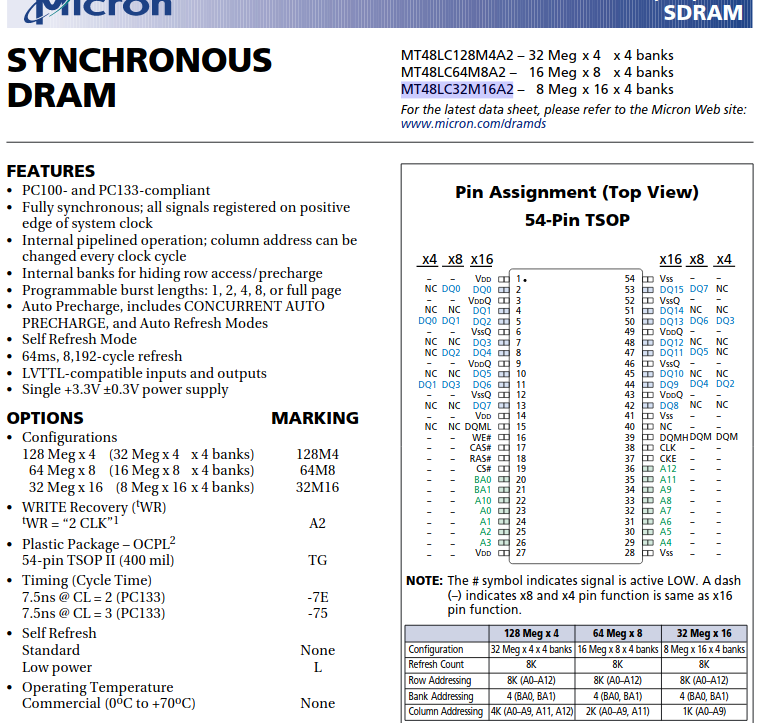 Micron
SDRAM
SYNCHRONOUS
DRAM
MT48LC128M4A2 – 32 Meg x 4 x 4 banks
MT48LC64M8A2 – 16 Meg x 8 x 4 banks
MT48LC32M16A2 – 8 Meg x 16 x 4 banks
For the latest data sheet, please refer to the Micron Web site:
www.micron.com/dramds
FEATURES
• PC100- and PC133-compliant
• Fully synchronous; all signals registered on positive
edge of system clock
• Internal pipelined operation; column address can be
changed every clock cycle
• Internal banks for hiding row access/precharge
• Programmable burst lengths: 1, 2, 4, 8, or full page
• Auto Precharge, includes CONCURRENT AUTO
PRECHARGE, and Auto Refresh Modes
• Self Refresh Mode
• 64ms, 8,192-cycle refresh
• LVTTL-compatible inputs and outputs
• Single +3.3V ±0.3V power supply
OPTIONS MARKING
• Configurations
128 Meg x 4 (32 Meg x 4 x 4 banks) 128M4
64 Meg x 8 (16 Meg x 8 x 4 banks) 64M8
32 Meg x 16 (8 Meg x 16 x 4 banks) 32M16
• WRITE Recovery (tWR)
tWR = “2 CLK”1 A2
• Plastic Package – OCPL2
54-pin TSOP II (400 mil) TG
• Timing (Cycle Time)
7.5ns @ CL = 2 (PC133) -7E
7.5ns @ CL = 3 (PC133) -75
• Self Refresh
Standard None
Low power L
• Operating Temperature
Commercial (0°C to +70°C) None
Pin Assignment (Top View)
54-Pin TSOP
x4 x8 x16 x16 x8 x4
– – VDD 1 54 Vss – –
NC DQ0 DQ0 2 53 DQ15 DQ7 NC
– – VDDQ 3 52 VssQ – –
NC NC DQ1 4 51 DQ14 NC NC
DQ0 DQ1 DQ2 5 50 DQ13 DQ6 DQ3
– – VssQ 6 49 VDDQ – –
NC NC DQ3 7 48 DQ12 NC NC
NC DQ2 DQ4 8 47 DQ11 DQ5 NC
– – VDDQ 9 46 VssQ – –
NC NC DQ5 10 45 DQ10 NC NC
DQ1 DQ3 DQ6 11 44 DQ9 DQ4 DQ2
– – VssQ 12 43 VDDQ – –
NC NC DQ7 13 42 DQ8 NC NC
– – VDD 14 41 Vss – –
NC NC DQML 15 40 NC – –
– – WE# 16 39 DQMH DQM DQM
– – CAS# 17 38 CLK – –
– – RAS# 18 37 CKE – –
– – CS# 19 36 A12 – –
– – BA0 20 35 A11 – –
– – BA1 21 34 A9 – –
– – A10 22 33 A8 – –
– – A0 23 32 A7 – –
– – A1 24 31 A6 – –
– – A2 25 30 A5 – –
– – A3 26 29 A4 – –
– – VDD 27 28 Vss – –
NOTE: The # symbol indicates signal is active LOW. A dash
(–) indicates x8 and x4 pin function is same as x16
pin function.
128 Meg x 4 64 Meg x 8 32 Meg x 16
Configuration 32 Meg x 4 x 4 banks 16 Meg x 8 x 4 banks 8 Meg x 16 x 4 banks
Refresh Count 8K 8K 8K
Row Addressing 8K (A0–A12) 8K (A0–A12) 8K (A0–A12)
Bank Addressing 4 (BA0, BA1) 4 (BA0, BA1) 4 (BA0, BA1)
Column Addressing 4K (A0–A9, A11, A12) 2K (A0–A9, A11) 1K (A0–A9)